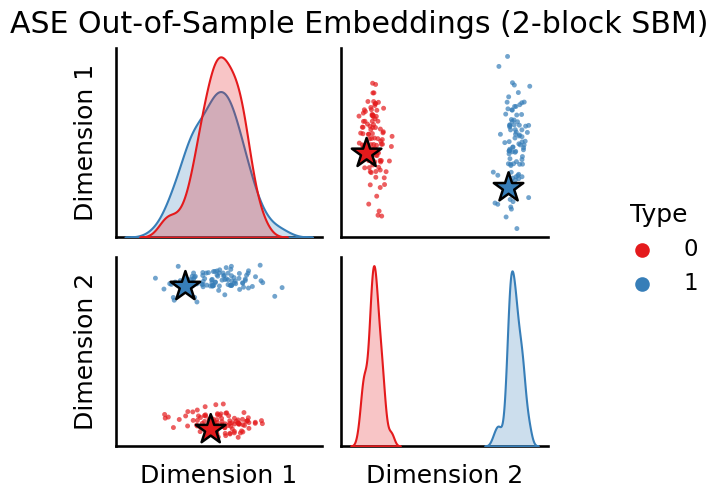 ASE Out-of-Sample Embeddings (2-block SBM)
Dimension 1
Type
0
1
Dimension 2
Dimension 1
Dimension 2